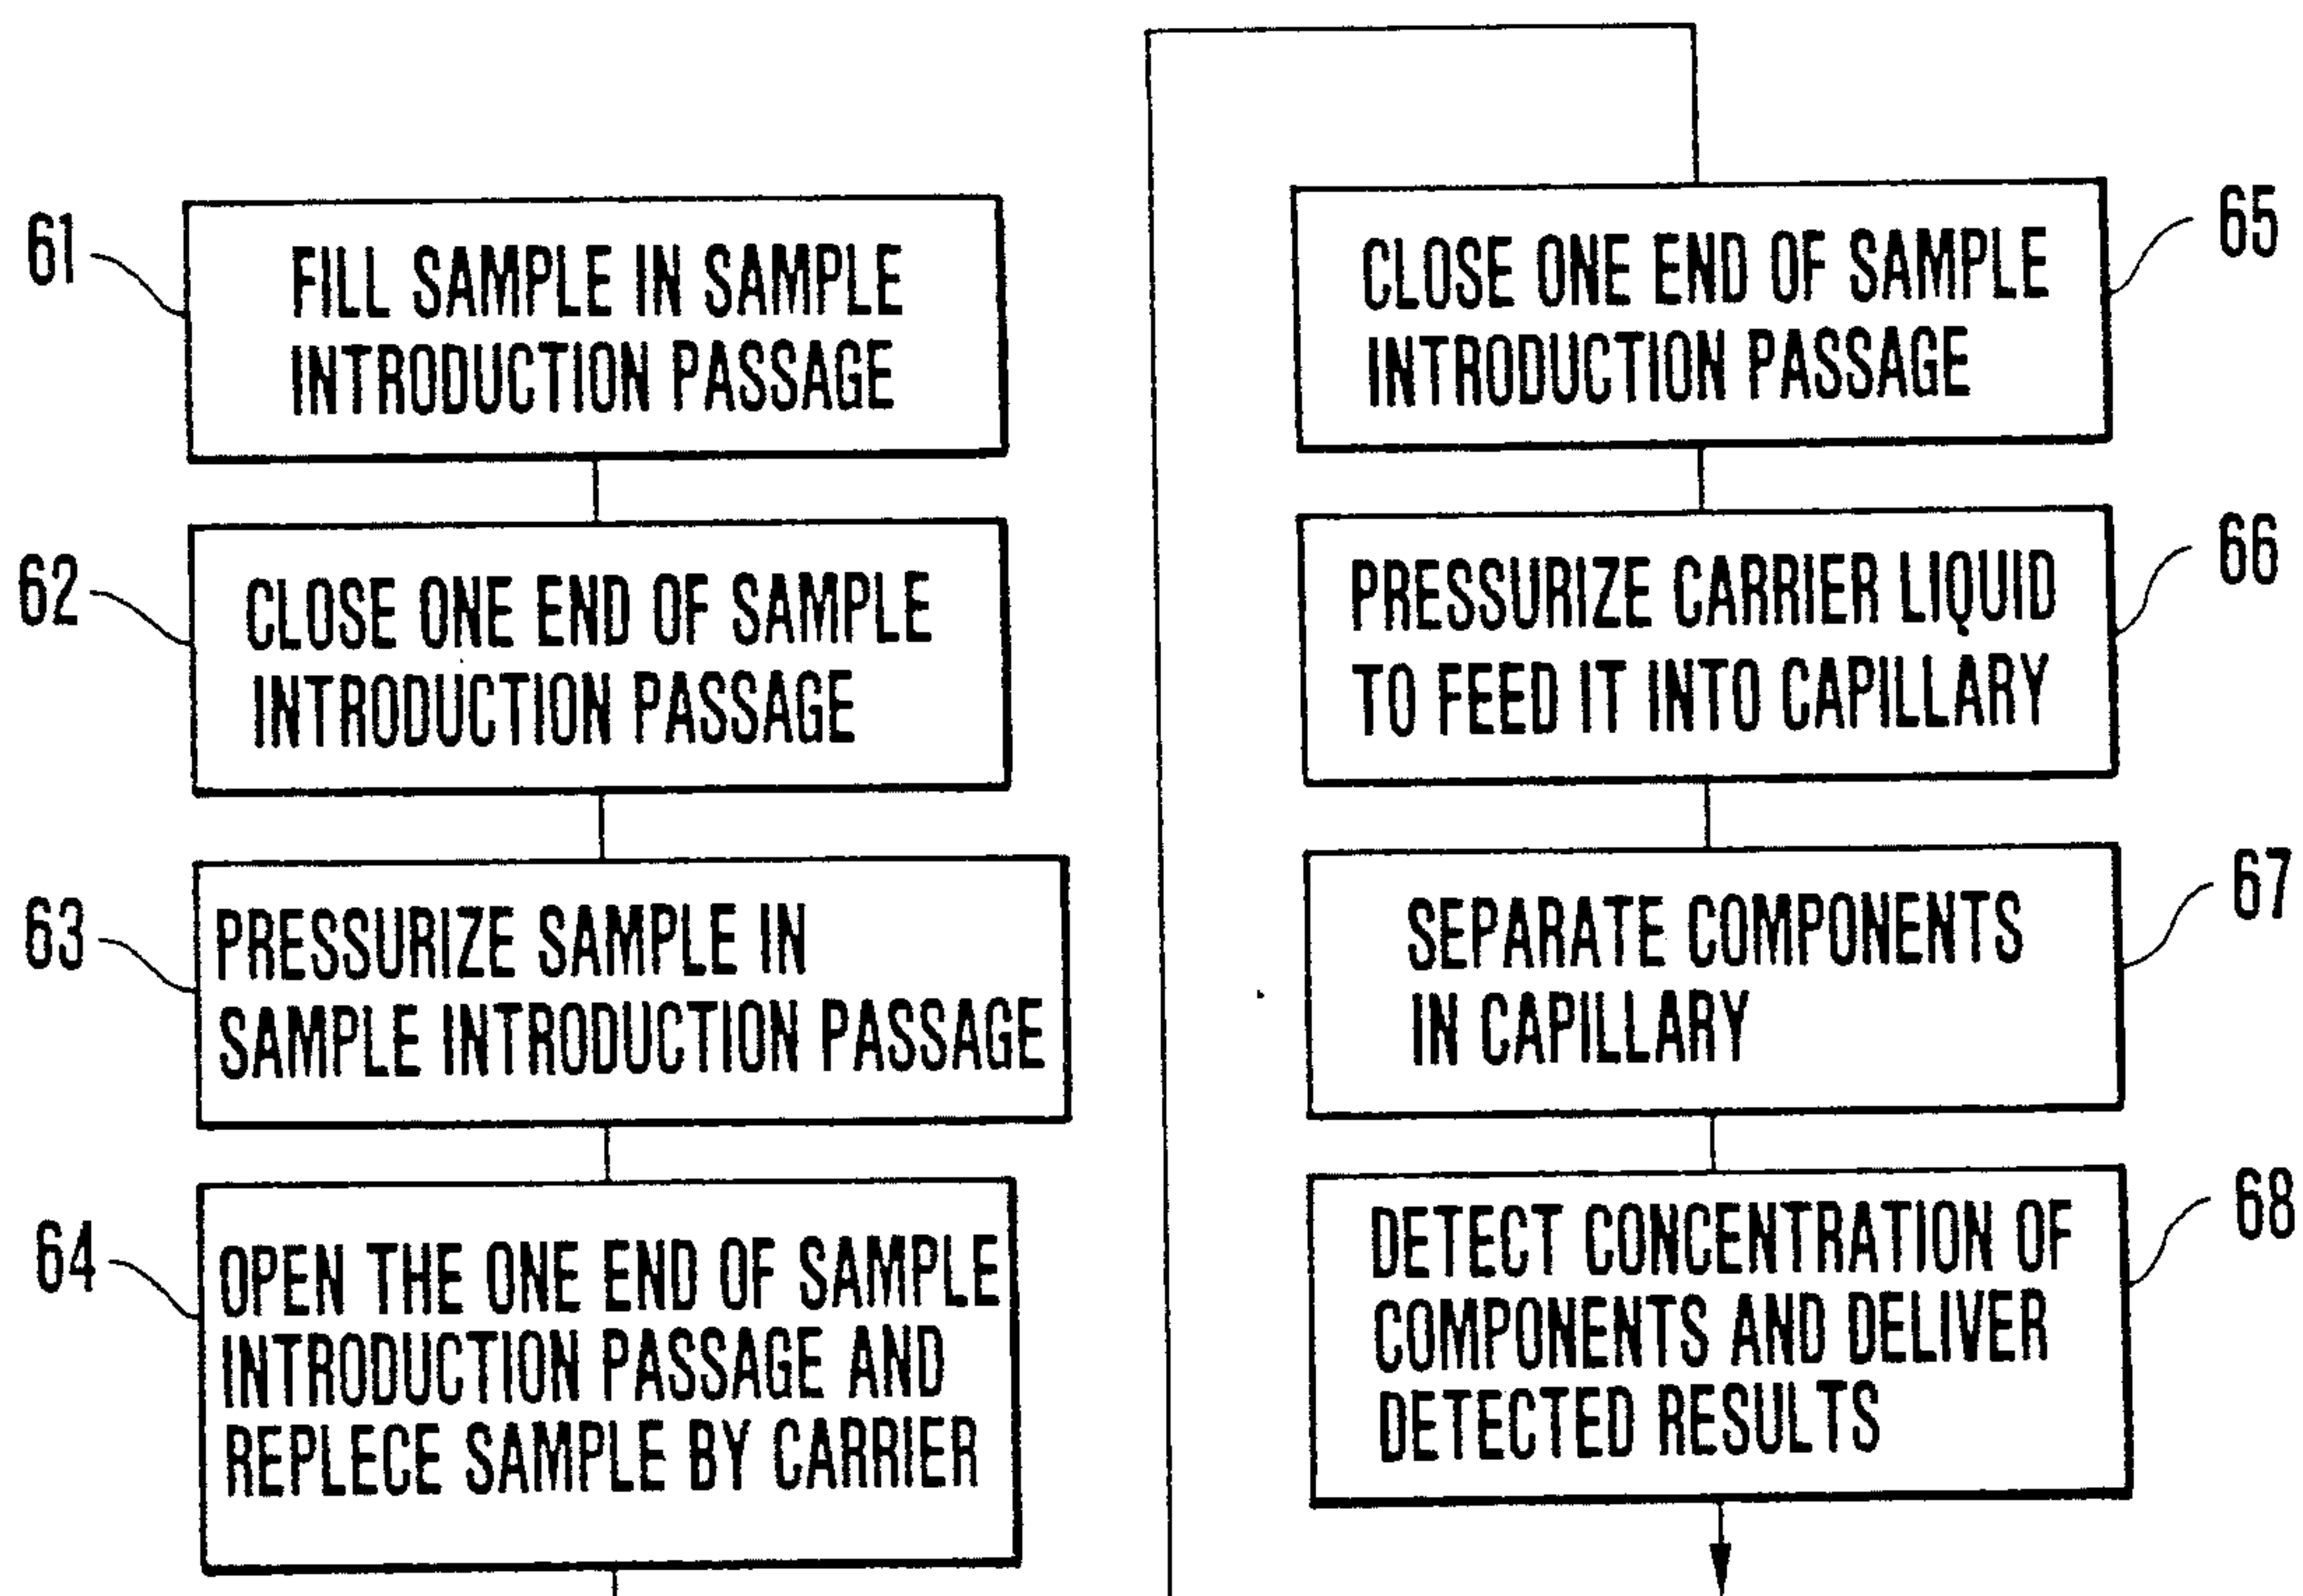 61
FILL SAMPLE IN SAMPLE
INTRODUCTION PASSAGE
62
CLOSE ONE END OF SAMPLE
INTRODUCTION PASSAGE
63
PRESSURIZE SAMPLE IN
SAMPLE INTRODUCTION PASSAGE
64
OPEN THE ONE END OF SAMPLE
INTRODUCTION PASSAGE AND
REPLECE SAMPLE BY CARRIER
65
CLOSE ONE END OF SAMPLE
INTRODUCTION PASSAGE
66
PRESSURIZE CARRIER LIQUID
TO FEED IT INTO CAPILLARY
67
SEPARATE COMPONENTS
IN CAPILLARY
68
DETECT CONCENTRATION OF
COMPONENTS AND DELIVER
DETECTED RESULTS